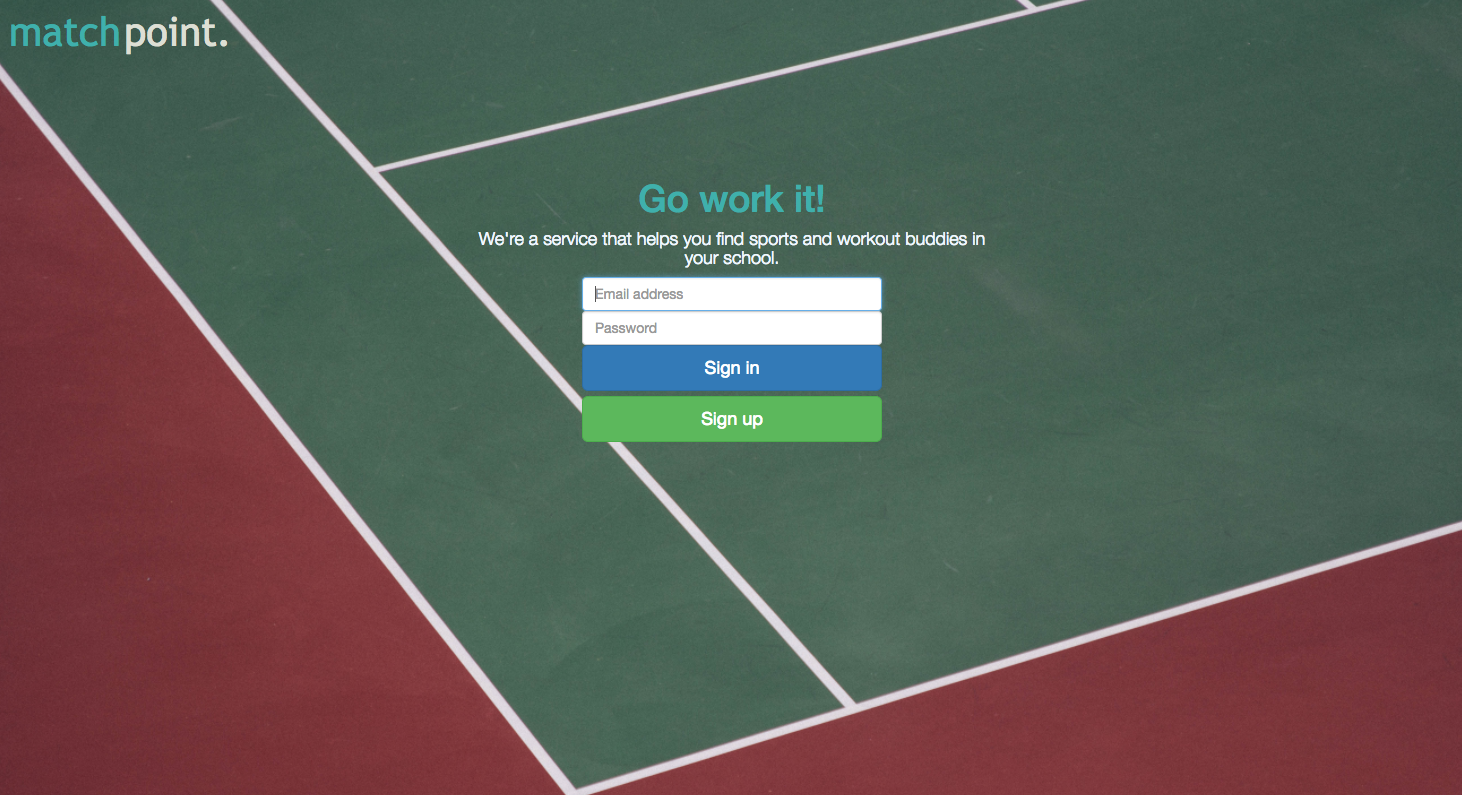 matchpoint.
Go work it!
We're a service that helps you find sports and workout buddies in
your school.
Email address
Password
Sign in
Sign up